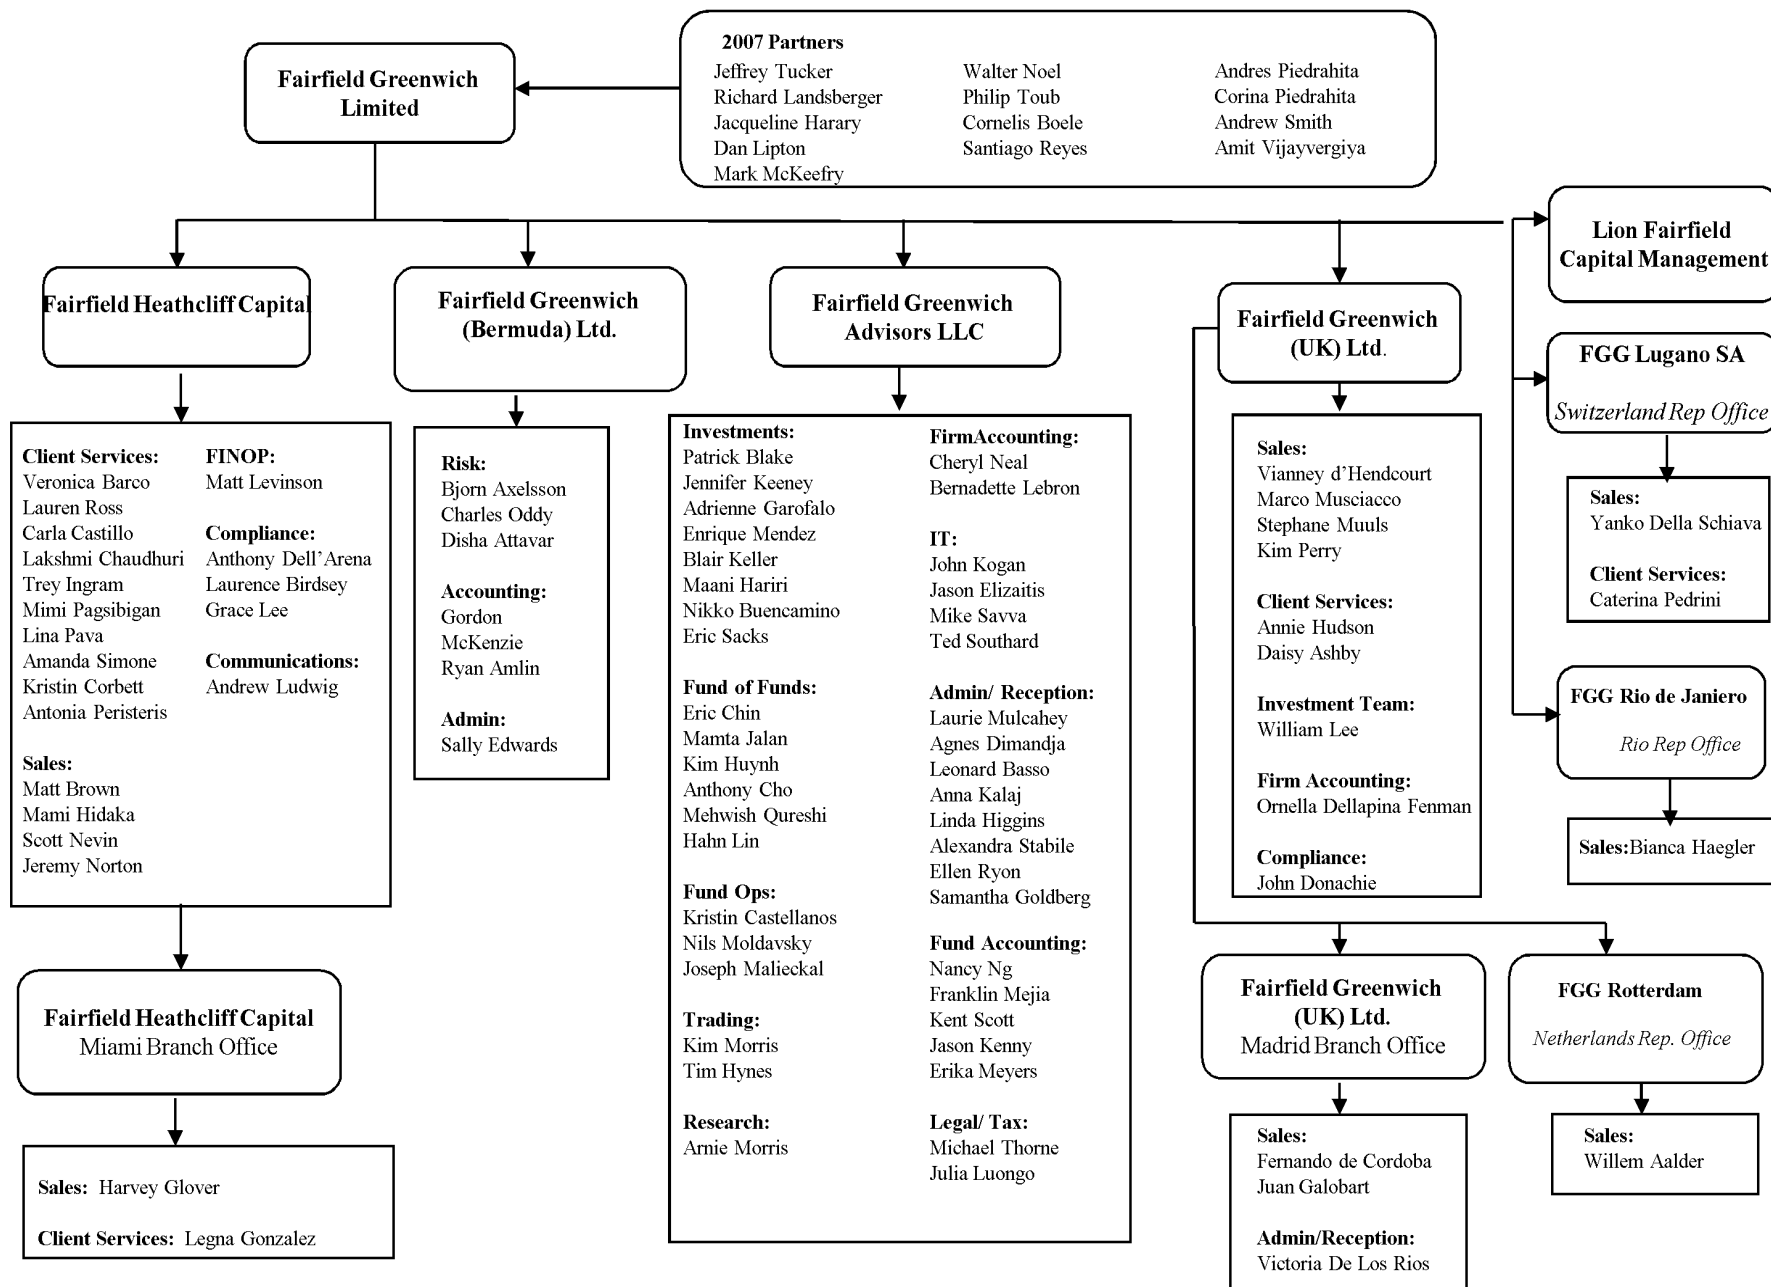 2007 Partners
Jeffrey Tucker
Richard Landsberger
Jacqueline Harary
Dan Lipton
Mark McKeefry
Walter Noel
Philip Toub
Cornelis Boele
Santiago Reyes
Andres Piedrahita
Corina Piedrahita
Andrew Smith
Amit Vijayvergiya
Fairfield Greenwich
Limited
Fairfield Heathcliff Capital
Fairfield Greenwich
(Bermuda) Ltd.
Fairfield Greenwich
Advisors LLC
Fairfield Greenwich
(UK) Ltd.
Lion Fairfield
Capital Management
FGG Lugano SA
Switzerland Rep Office
Sales:
Yanko Della Schiava
Client Services:
Caterina Pedrini
FGG Rio de Janiero
Rio Rep Office
Sales:Bianca Haegler
Client Services:
Veronica Barco
Lauren Ross
Carla Castillo
Lakshmi Chaudhuri
Trey Ingram
Mimi Pagsibigan
Lina Pava
Amanda Simone
Kristin Corbett
Antonia Peristeris
Sales:
Matt Brown
Mami Hidaka
Scott Nevin
Jeremy Norton
FINOP:
Matt Levinson
Compliance:
Anthony Dell’Arena
Laurence Birdsey
Grace Lee
Communications:
Andrew Ludwig
Fairfield Heathcliff Capital
Miami Branch Office
Sales: Harvey Glover
Client Services: Legna Gonzalez
Risk:
Bjorn Axelsson
Charles Oddy
Disha Attavar
Accounting:
Gordon
McKenzie
Ryan Amlin
Admin:
Sally Edwards
Investments:
Patrick Blake
Jennifer Keeney
Adrienne Garofalo
Enrique Mendez
Blair Keller
Maani Hariri
Nikko Buencamino
Eric Sacks
Fund of Funds:
Eric Chin
Mamta Jalan
Kim Huynh
Anthony Cho
Mehwish Qureshi
Hahn Lin
Fund Ops:
Kristin Castellanos
Nils Moldavsky
Joseph Malieckal
Trading:
Kim Morris
Tim Hynes
Research:
Arnie Morris
FirmAccounting:
Cheryl Neal
Bernadette Lebron
IT:
John Kogan
Jason Elizaitis
Mike Savva
Ted Southard
Admin/ Reception:
Laurie Mulcahey
Agnes Dimandja
Leonard Basso
Anna Kalaj
Linda Higgins
Alexandra Stabile
Ellen Ryon
Samantha Goldberg
Fund Accounting:
Nancy Ng
Franklin Mejia
Kent Scott
Jason Kenny
Erika Meyers
Legal/ Tax:
Michael Thorne
Julia Luongo
Sales:
Vianney d’Hendcourt
Marco Musciacco
Stephane Muuls
Kim Perry
Client Services:
Annie Hudson
Daisy Ashby
Investment Team:
William Lee
Firm Accounting:
Ornella Dellapina Fenman
Compliance:
John Donachie
Fairfield Greenwich
(UK) Ltd.
Madrid Branch Office
Sales:
Fernando de Cordoba
Juan Galobart
Admin/Reception:
Victoria De Los Rios
FGG Rotterdam
Netherlands Rep. Office
Sales:
Willem Aalder